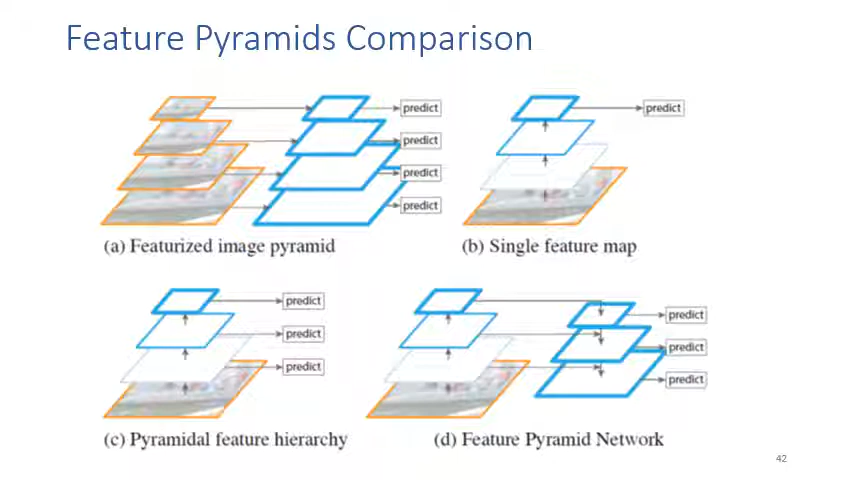 Feature Pyramids Comparison
predict
predict
predict
predict
(a) Featurized image pyramid
predict
(b) Single feature map
predict
predict
predict
(c) Pyramidal feature hierarchy
predict
predict
predict
(d) Feature Pyramid Network
42